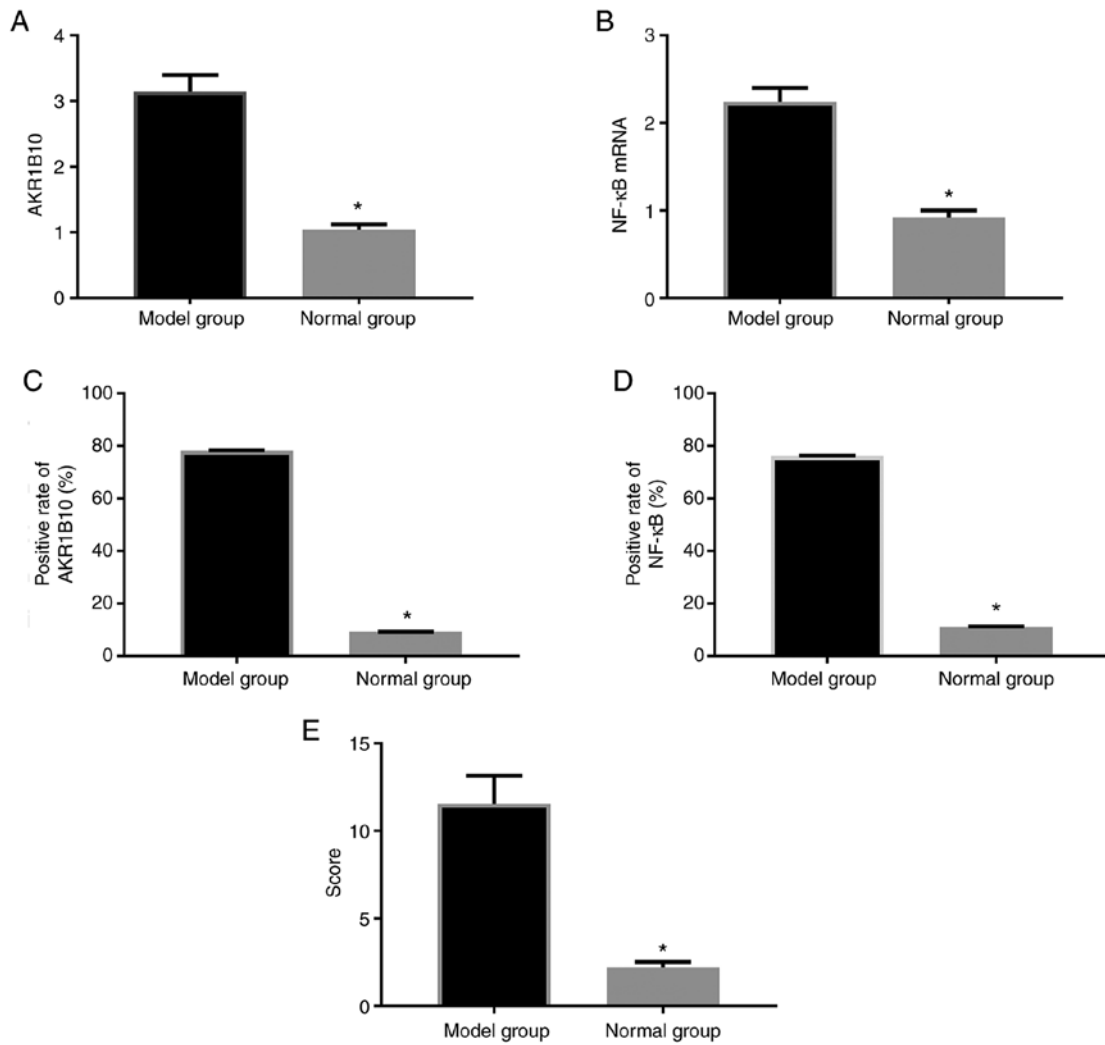 A
B
4
3
2
1
0
AKR1B10
*
Model group
Normal group
3
2
1
0
NF-κB mRNA
*
Model group
Normal group
C
D
100
80
60
40
20
0
Positive rate of
AKR1B10 (%)
*
Model group
Normal group
100
80
60
40
20
0
Positive rate of
NF-κB (%)
*
Model group
Normal group
E
15
10
5
0
Score
*
Model group
Normal group